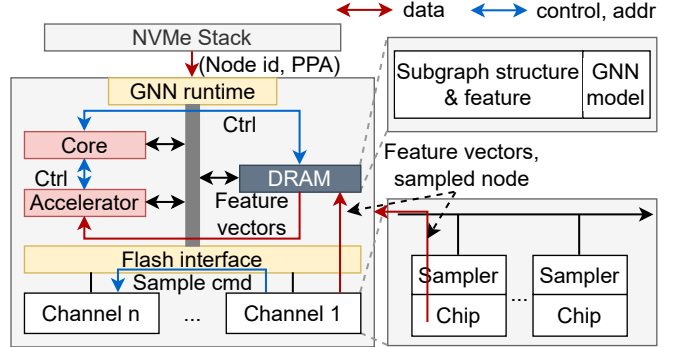 data
control, addr
NVMe Stack
(Node id, PPA)
GNN runtime
Ctrl
Core
Ctrl
Accelerator
DRAM
Feature
vectors
Flash interface
Sample cmd
Channel n
...
Channel 1
Subgraph structure
& feature
GNN
model
Feature vectors,
sampled node
Sampler
Chip
...
Sampler
Chip